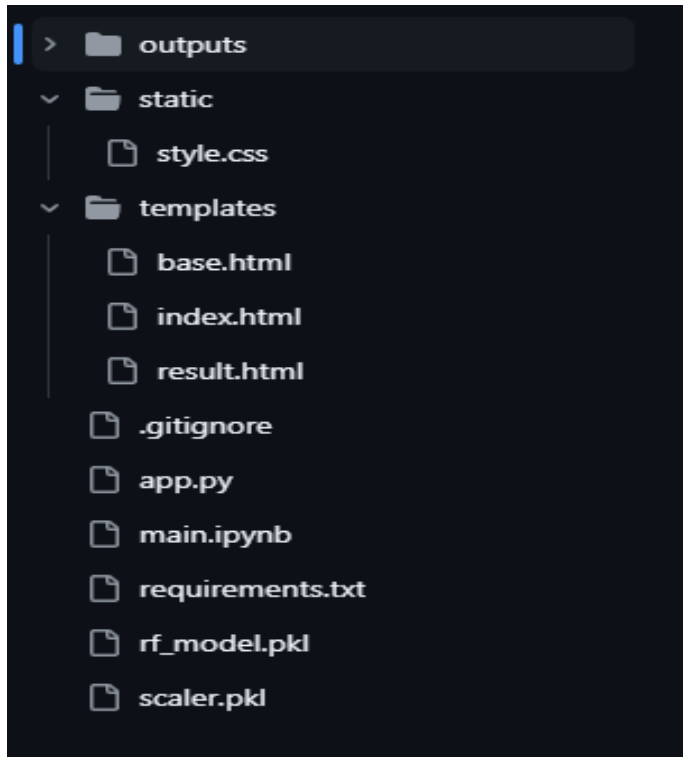 outputs
static
style.css
templates
base.html
index.html
result.html
.gitignore
app.py
main.ipynb
requirements.txt
rf_model.pkl
scaler.pkl